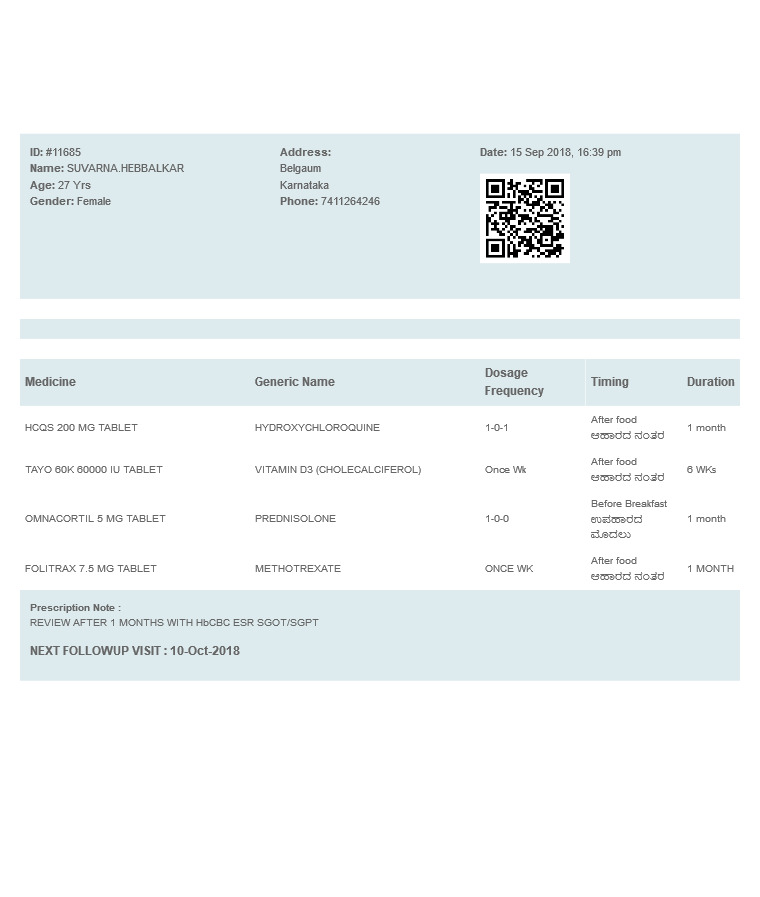 ID: #11685
Name: SUVARNA.HEBBALKAR
Age: 27 Yrs
Gender: Female
Address:
Belgaum
Karnataka
Phone: 7411264246
Date: 15 Sep 2018, 16:39 pm
Medicine Generic Name Dosage Frequency Timing Duration
HCQS 200 MG TABLET HYDROXYCHLOROQUINE 1-0-1 After food 1 month
ಆಹಾರದ ನಂತರ
TAYO 60K 60000 IU TABLET VITAMIN D3 (CHOLECALCIFEROL) Once Wk After food 6 WKs
ಆಹಾರದ ನಂತರ
OMNACORTIL 5 MG TABLET PREDNISOLONE 1-0-0 Before Breakfast 1 month
ಉಪಹಾರದ
ಮೊದಲು
FOLITRAX 7.5 MG TABLET METHOTREXATE ONCE WK After food 1 MONTH
ಆಹಾರದ ನಂತರ
Prescription Note :
REVIEW AFTER 1 MONTHS WITH HbCBC ESR SGOT/SGPT
NEXT FOLLOWUP VISIT : 10-Oct-2018